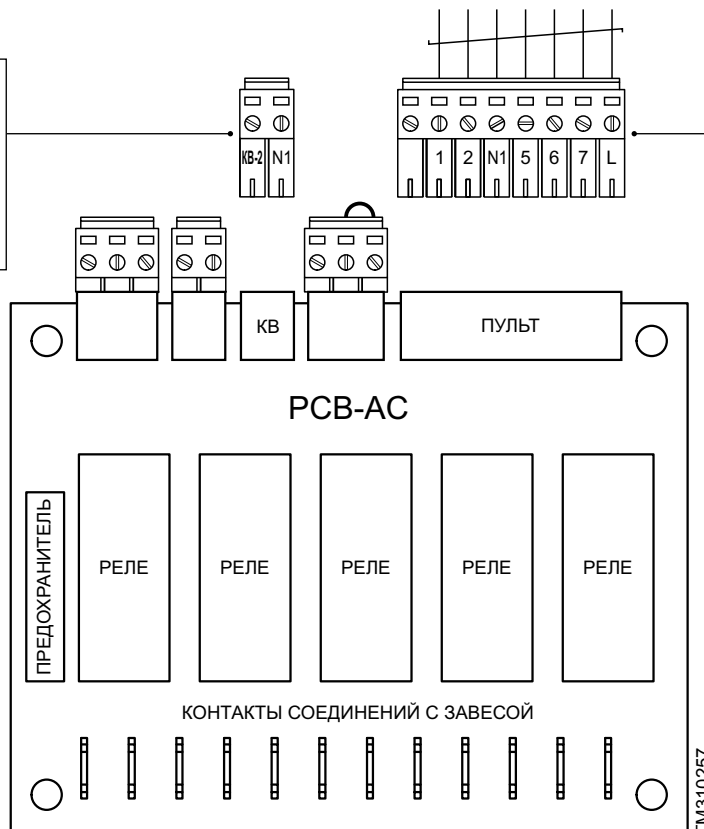 КВ-2 N1
1 2 N1 5 6 7 L
КВ
ПУЛЬТ
PCB-AC
ПРЕДОХРАНИТЕЛЬ
РЕЛЕ РЕЛЕ РЕЛЕ РЕЛЕ РЕЛЕ
КОНТАКТЫ СОЕДИНЕНИЙ С ЗАВЕСОЙ
TM310257